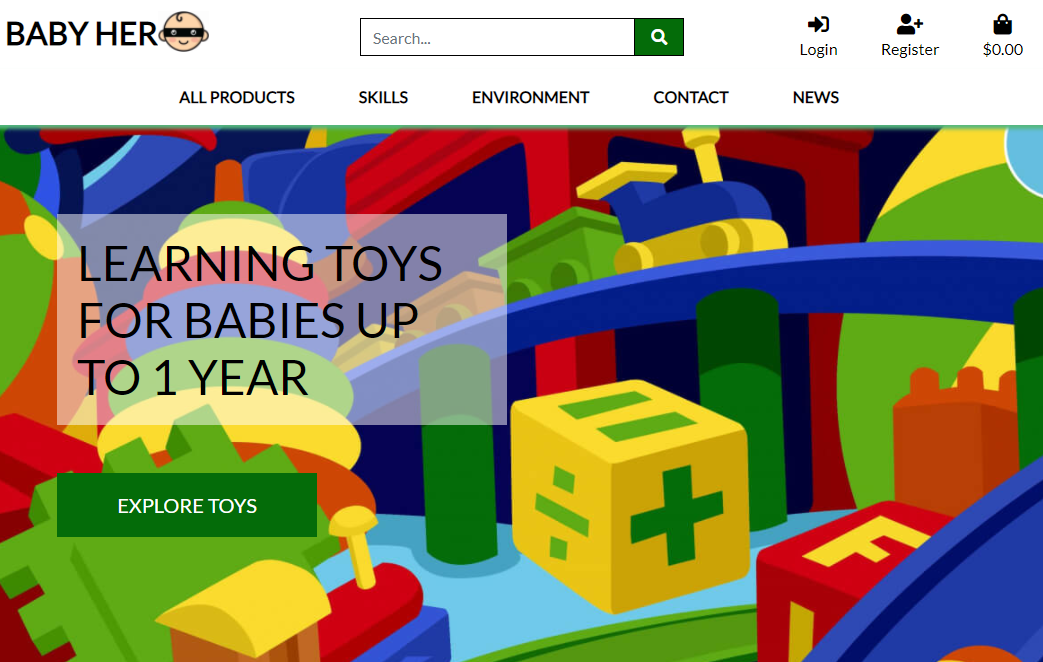 BABY HER
Search...
Login
Register
$0.00
ALL PRODUCTS
SKILLS
ENVIRONMENT
CONTACT
NEWS
LEARNING TOYS
FOR BABIES UP
TO 1 YEAR
EXPLORE TOYS
= ÷ +
F